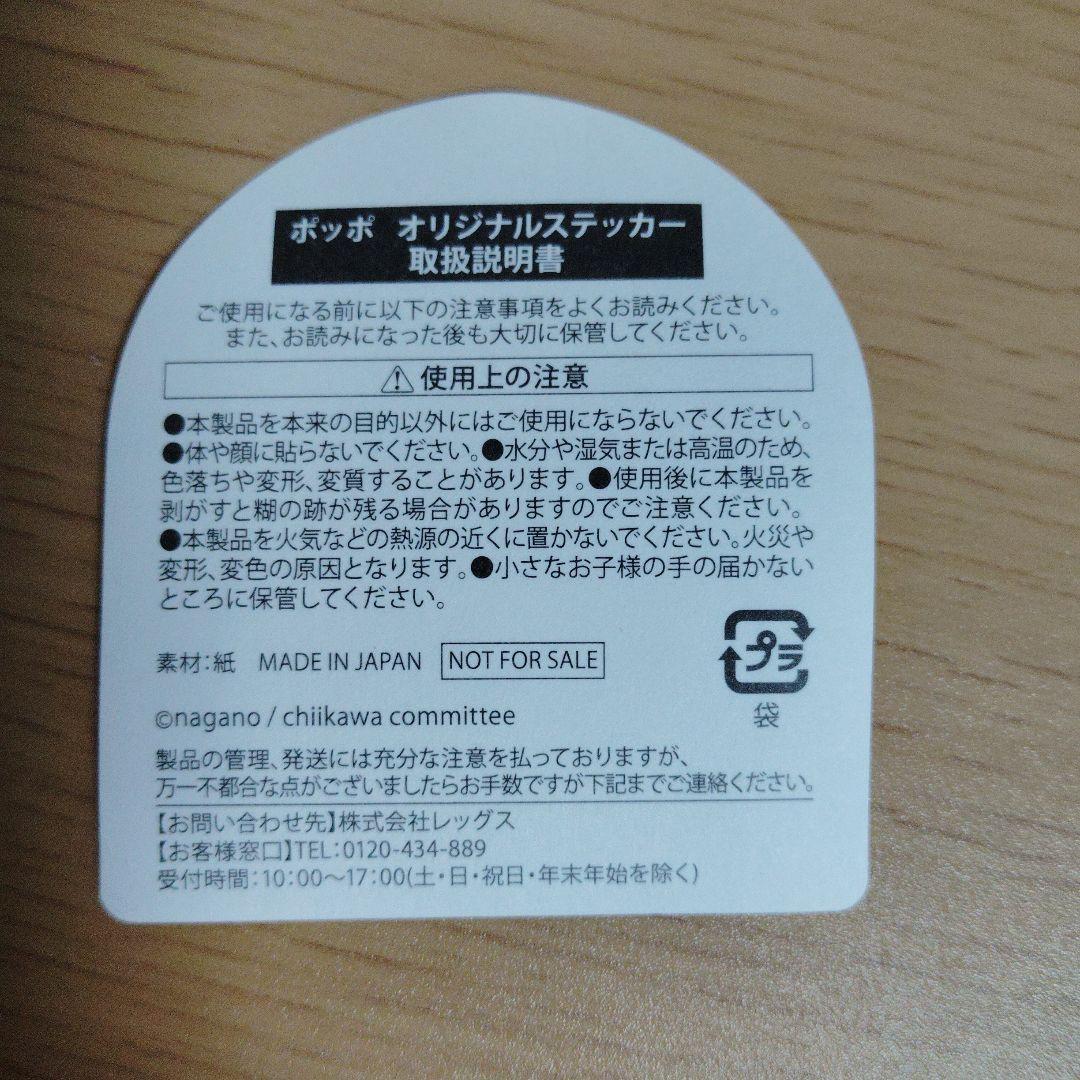 ポッポ オリジナルステッカー
取扱説明書
ご使用になる前に以下の注意事項をよくお読みください。
また、お読みになった後も大切に保管してください。
⚠使用上の注意
●本製品を本来の目的以外にはご使用にならないでください。
●体や顔に貼らないでください。●水分や湿気または高温のため、
色落ちや変形、変質することがあります。●使用後に本製品を
剥がすと糊の跡が残る場合がありますのでご注意ください。
●本製品を火気などの熱源の近くに置かないでください。火災や
変形、変色の原因となります。●小さなお子様の手の届かない
ところに保管してください。
プラ
袋
素材:紙 MADE IN JAPAN NOT FOR SALE
©nagano / chiikawa committee
製品の管理、発送には充分な注意を払っておりますが、
万一不都合な点がございましたらお手数ですが下記までご連絡ください。
【お問い合わせ先】株式会社レッグス
【お客様窓口】TEL:0120-434-889
受付時間:10:00~17:00(土・日・祝日・年末年始を除く)